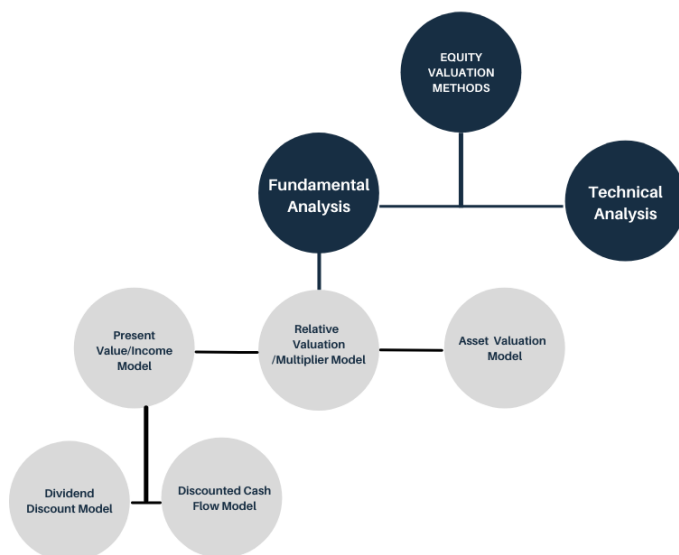 EQUITY
VALUATION
METHODS
Fundamental
Analysis
Technical
Analysis
Present
Value/Income
Model
Relative
Valuation
/Multiplier Model
Asset Valuation
Model
Dividend
Discount Model
Discounted Cash
Flow Model